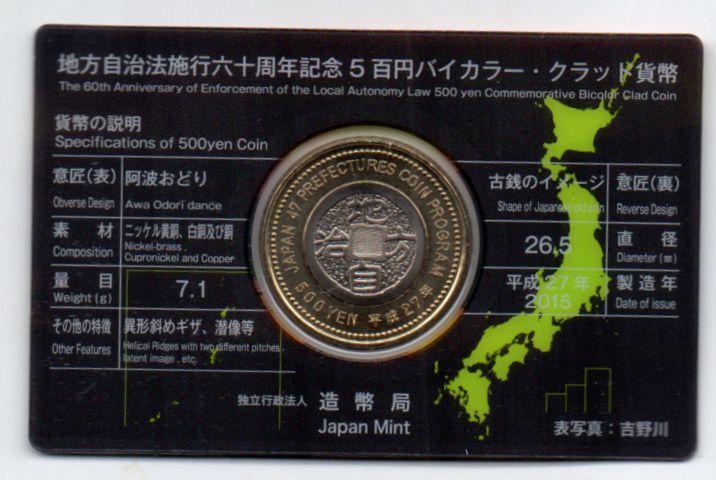 地方自治法施行六十周年記念5百円バイカラー・クラッド貨幣
The 60th Anniversary of Enforcement of the Local Autonomy Law 500 yen Commemorative Bicolor Clad Coin
貨幣の説明
Specifications of 500yen Coin
意匠(表) 阿波おどり
Obverse Design Awa Odori dance
素材 ニッケル黄銅、白銅及び銅
Composition Nickel-brass, Cupronickel and Copper
量目 7.1
Weight (g)
その他の特徴 異形斜めギザ、潜像等
Other Features Helical Ridges with two different pitches, latent image, etc.
JAPAN 47 PREFECTURES COIN PROGRAM
地方自治
500 YEN 平成27年
古銭のイメージ 意匠(裏)
Shape of Japanese old coin Reverse Design
26.5 直径
Diameter (㎜)
平成27年 製造年
2015 Date of issue
独立行政法人 造幣局
Japan Mint
表写真：吉野川